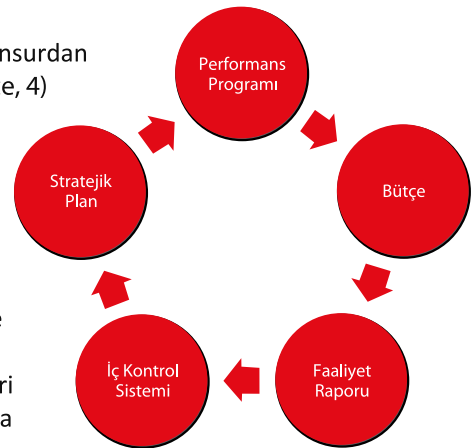 nsurdan
e, 4)
e
ri
a
Performans
Programı
Bütçe
Faaliyet
Raporu
İç Kontrol
Sistemi
Stratejik
Plan